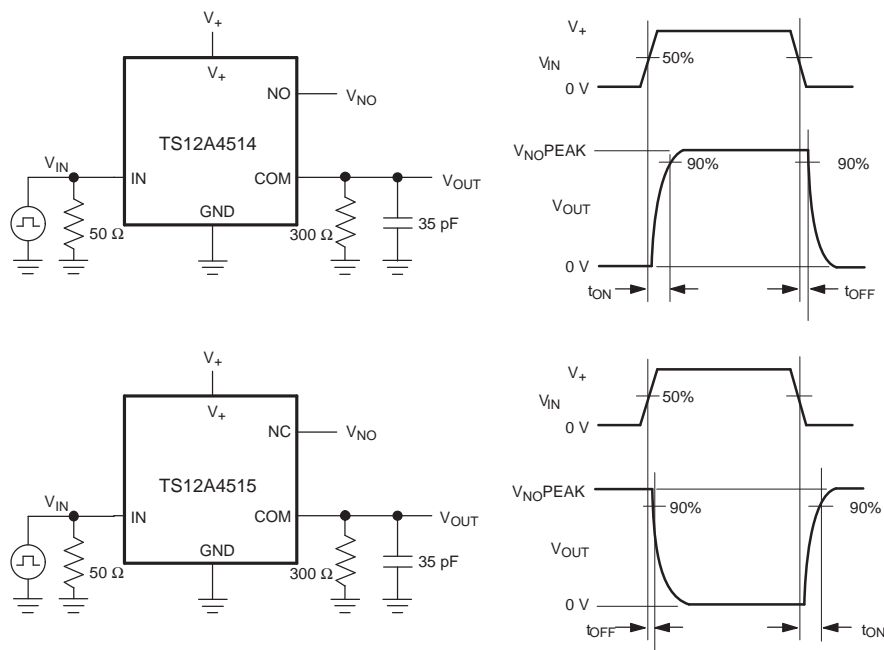 V+
V+
NO
VNO
TS12A4514
VIN
IN
COM
VOUT
GND
50 Ω
300 Ω
35 pF
V+
VIN
50%
0 V
VNOPEAK
90%
90%
VOUT
0 V
tON
tOFF
V+
V+
NC
VNO
TS12A4515
VIN
IN
COM
VOUT
GND
50 Ω
300 Ω
35 pF
V+
VIN
50%
0 V
VNOPEAK
90%
90%
VOUT
0 V
tOFF
tON